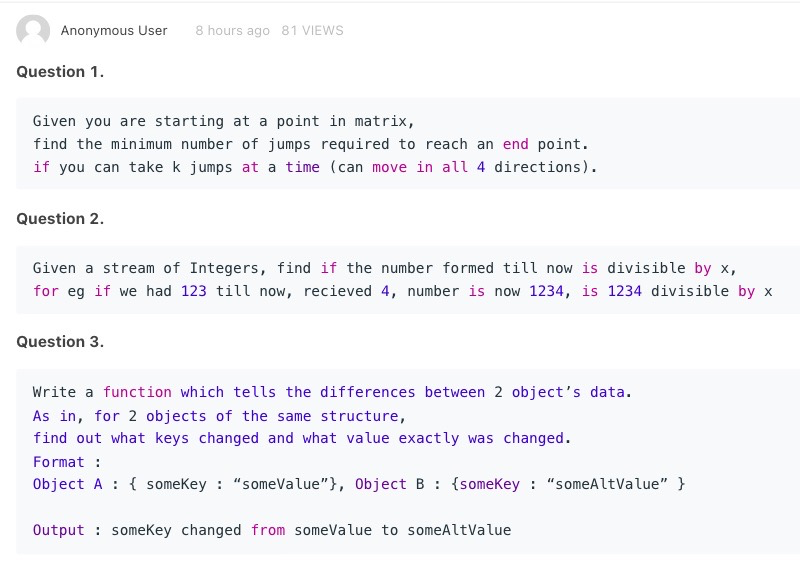 Anonymous User 8 hours ago 81 VIEWS
Question 1.
Given you are starting at a point in matrix,
find the minimum number of jumps required to reach an end point.
if you can take k jumps at a time (can move in all 4 directions).
Question 2.
Given a stream of Integers, find if the number formed till now is divisible by x,
for eg if we had 123 till now, recieved 4, number is now 1234, is 1234 divisible by x
Question 3.
Write a function which tells the differences between 2 object’s data.
As in, for 2 objects of the same structure,
find out what keys changed and what value exactly was changed.
Format :
Object A : { someKey : “someValue”}, Object B : {someKey : “someAltValue” }
Output : someKey changed from someValue to someAltValue